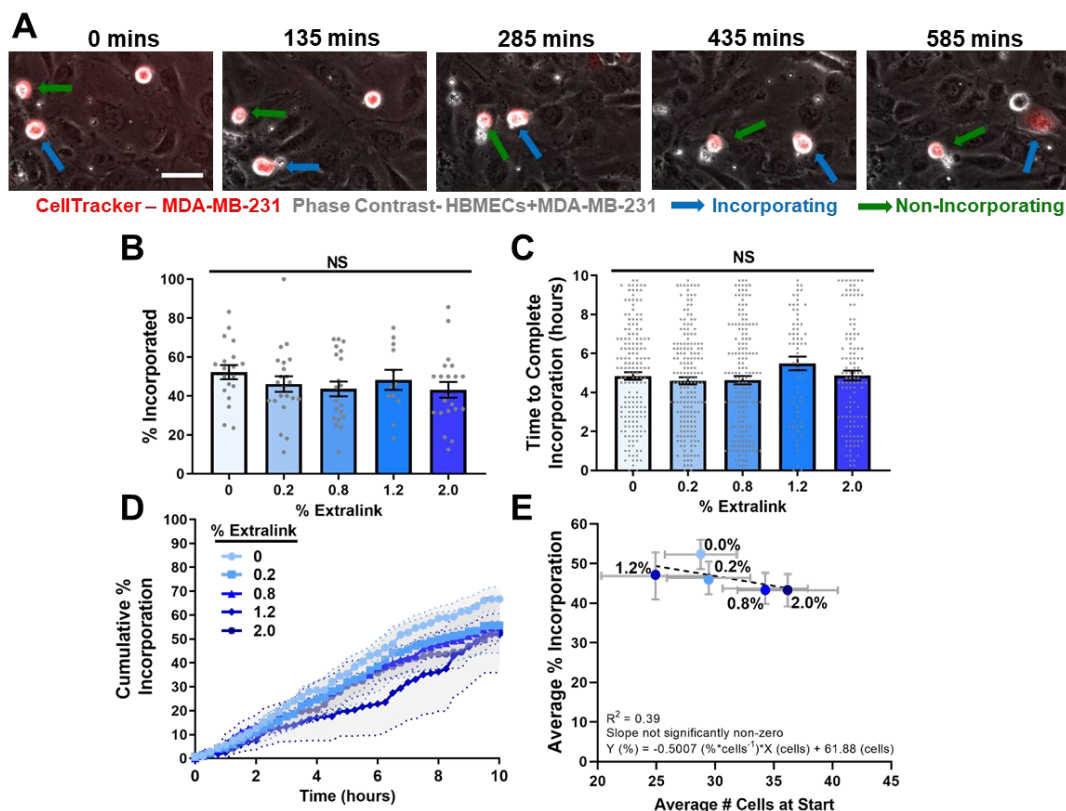 A
0 mins
135 mins
285 mins
435 mins
585 mins
CellTracker – MDA-MB-231 Phase Contrast- HBMECs+MDA-MB-231 Incorporating Non-Incorporating
B
NS
% Incorporated
100
80
60
40
20
0
0 0.2 0.8 1.2 2.0
% Extralink
C
NS
Time to Complete
Incorporation (hours)
10
8
6
4
2
0
0 0.2 0.8 1.2 2.0
% Extralink
D
% Extralink
0
0.2
0.8
1.2
2.0
Cumulative %
Incorporation
100
90
80
70
60
50
40
30
20
10
0
0 2 4 6 8 10
Time (hours)
E
Average % Incorporation
60
50
40
30
20
10
0
0.0%
1.2%
0.2%
0.8%
2.0%
R² = 0.39
Slope not significantly non-zero
Y (%) = -0.5007 (%*cells⁻¹)*X (cells) + 61.88 (cells)
20 25 30 35 40 45
Average # Cells at Start